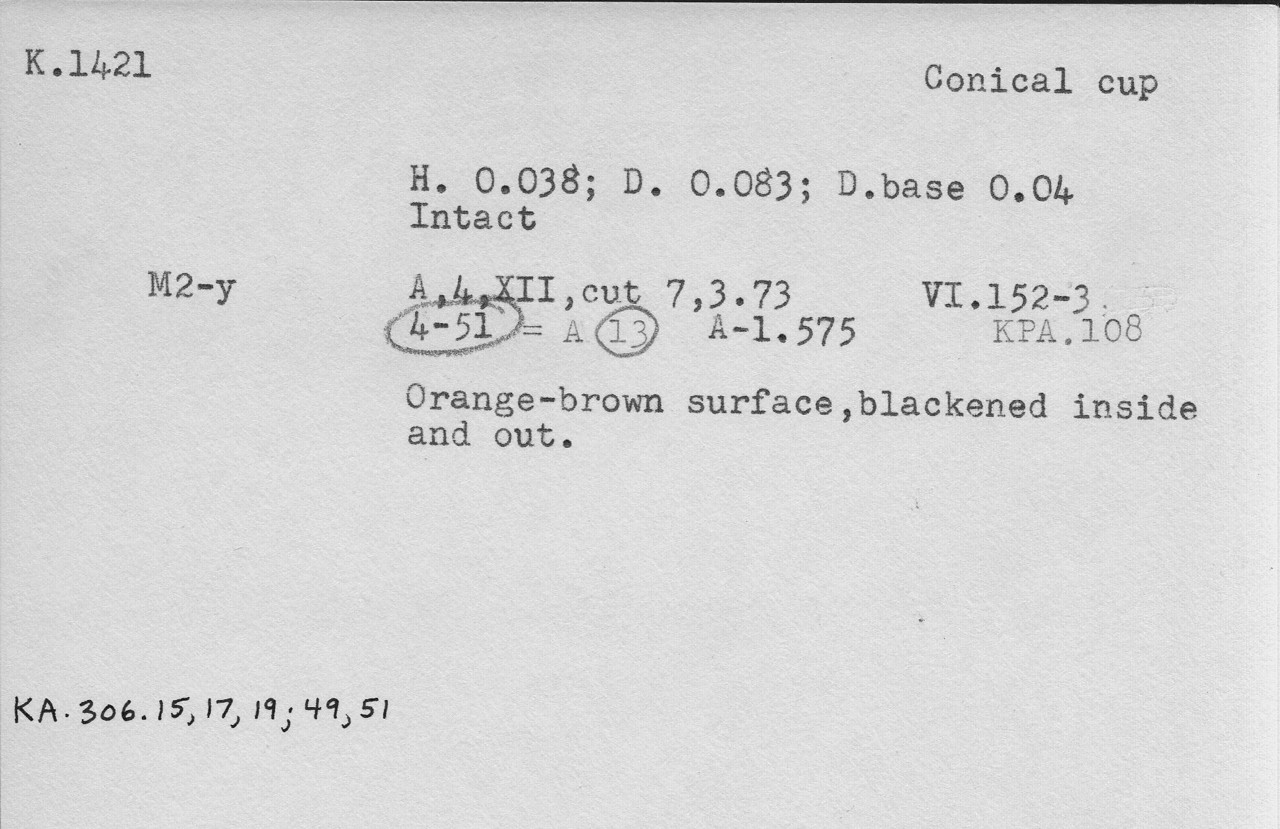 K.1421
Conical cup
H. 0.038; D. 0.083; D.base 0.04
Intact
M2-y A,4,XII,cut 7,3.73 VI.152-3
4-51 = A 13 A-1.575 KPA.108
Orange-brown surface,blackened inside
and out.
KA.306.15,17,19;49,51